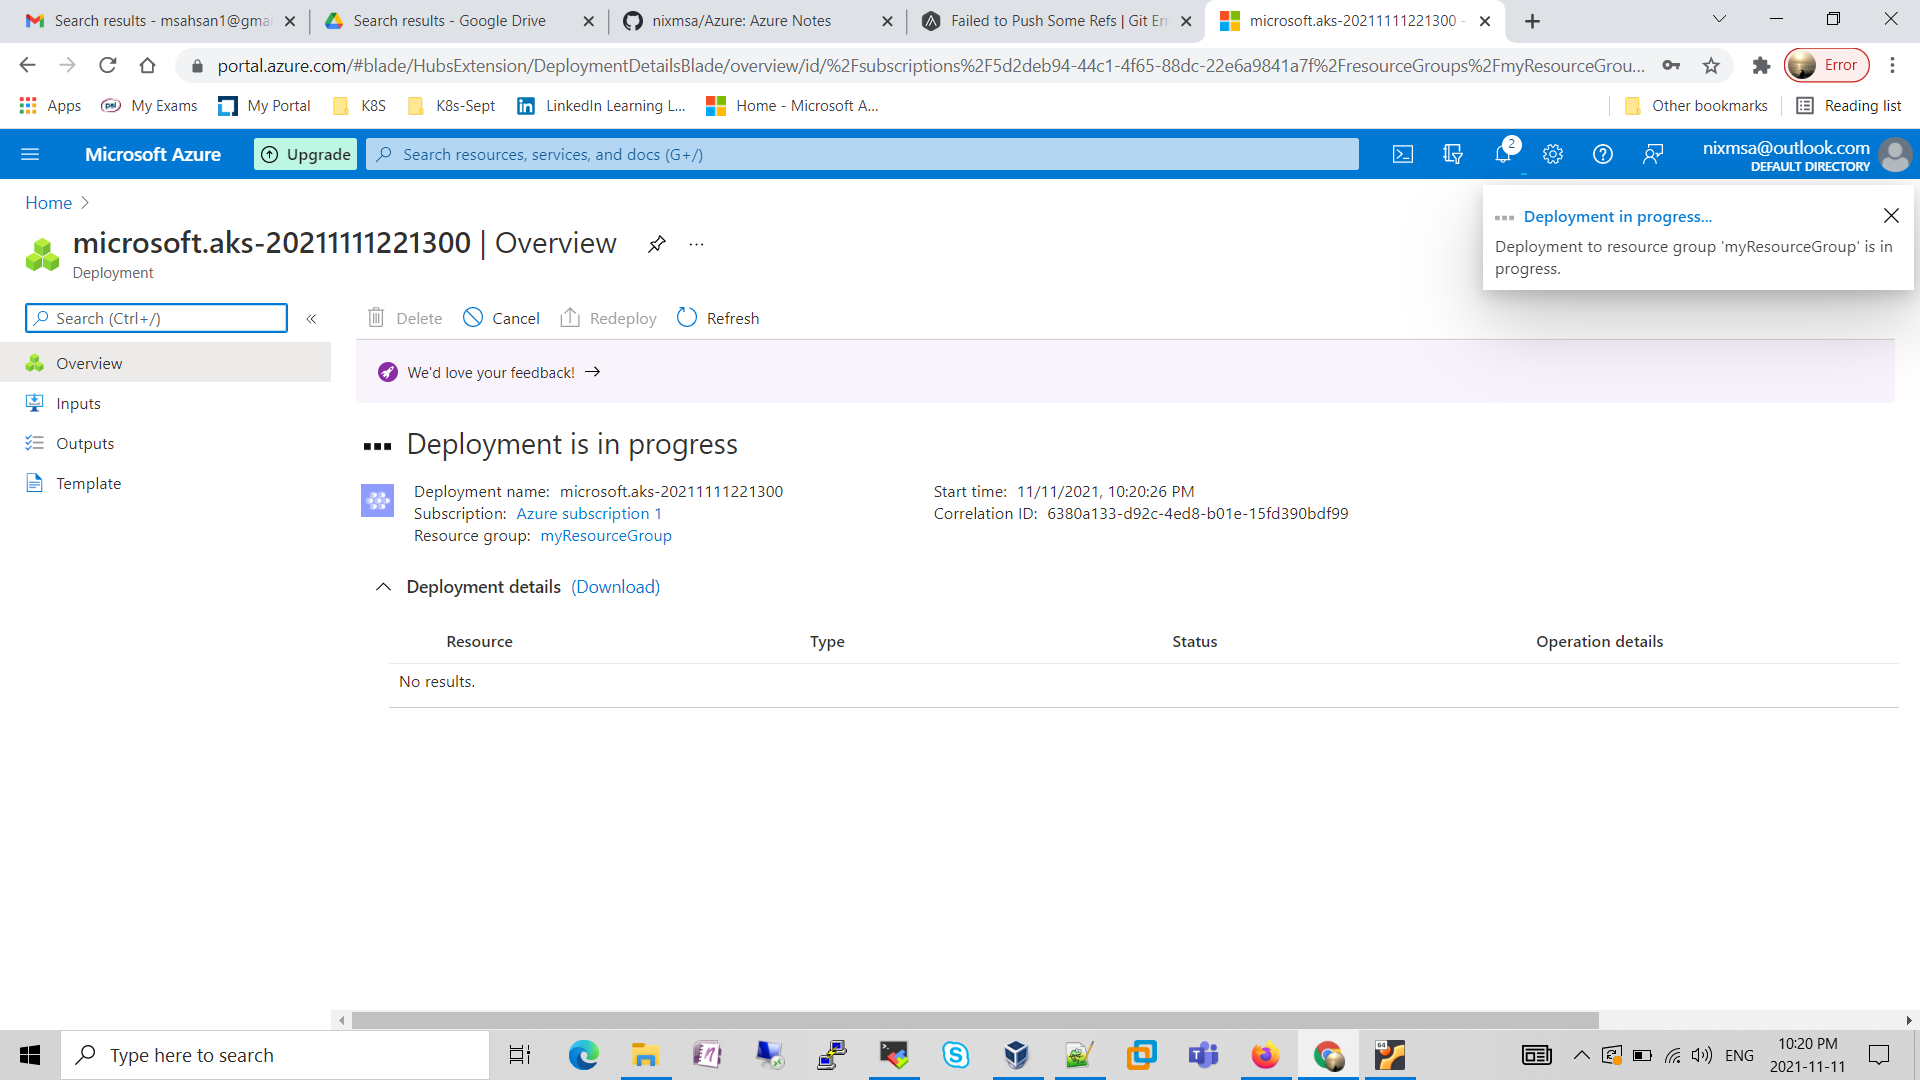 Search results - msahsan1@gmai
Search results - Google Drive
nixmsa/Azure: Azure Notes
Failed to Push Some Refs | Git Err
microsoft.aks-20211111221300 -
portal.azure.com/#blade/HubsExtension/DeploymentDetailsBlade/overview/id/%2Fsubscriptions%2F5d2deb94-44c1-4f65-88dc-22e6a9841a7f%2FresourceGroups%2FmyResourceGrou...
Error
Apps
My Exams
My Portal
K8S
K8s-Sept
LinkedIn Learning L...
Home - Microsoft A...
Other bookmarks
Reading list
Microsoft Azure
Upgrade
Search resources, services, and docs (G+/)
2
nixmsa@outlook.com
DEFAULT DIRECTORY
Home
Deployment in progress...
Deployment to resource group 'myResourceGroup' is in
progress.
microsoft.aks-20211111221300 | Overview
...
Deployment
Search (Ctrl+/)
«
Delete
Cancel
Redeploy
Refresh
Overview
Inputs
Outputs
Template
We'd love your feedback! →
Deployment is in progress
Deployment name: microsoft.aks-20211111221300
Subscription: Azure subscription 1
Resource group: myResourceGroup
Start time: 11/11/2021, 10:20:26 PM
Correlation ID: 6380a133-d92c-4ed8-b01e-15fd390bdf99
Deployment details (Download)
Resource
Type
Status
Operation details
No results.
Type here to search
64
ENG
10:20 PM
2021-11-11